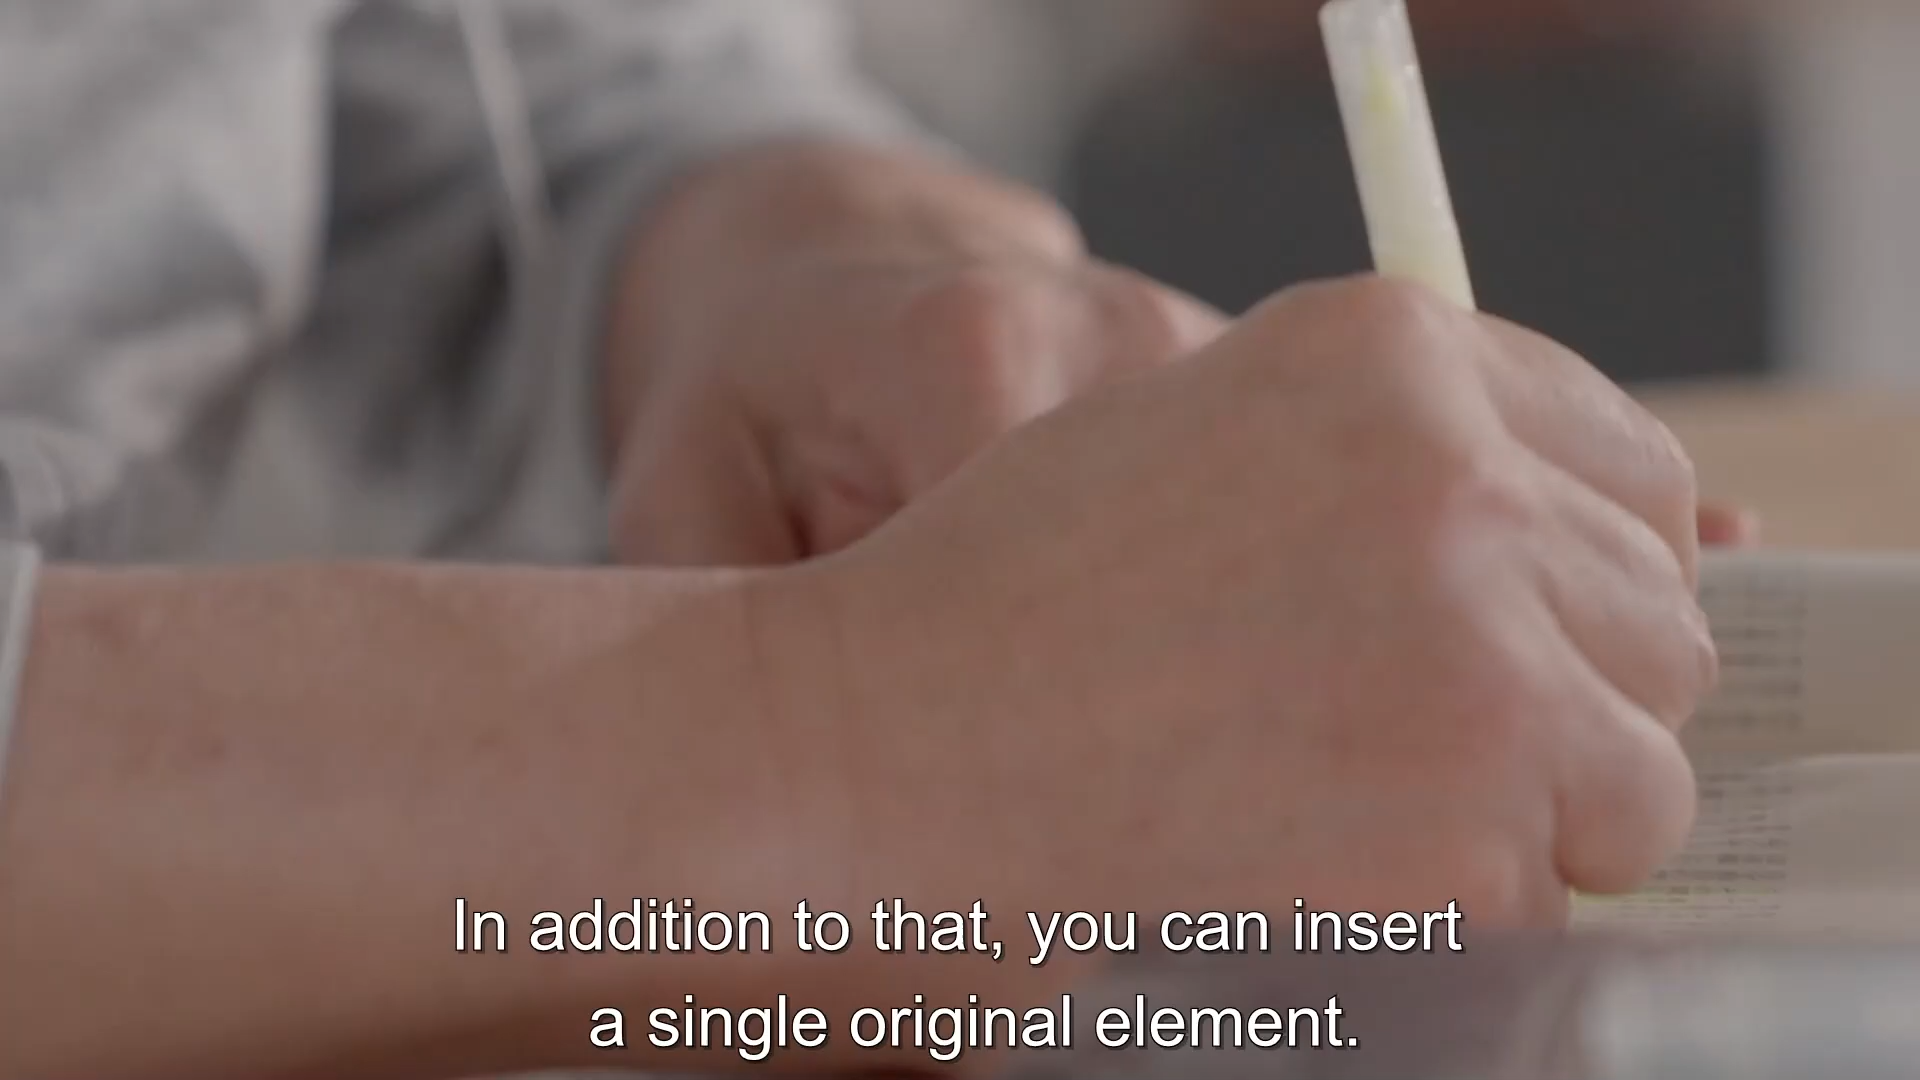 In addition to that, you can insert
a single original element.